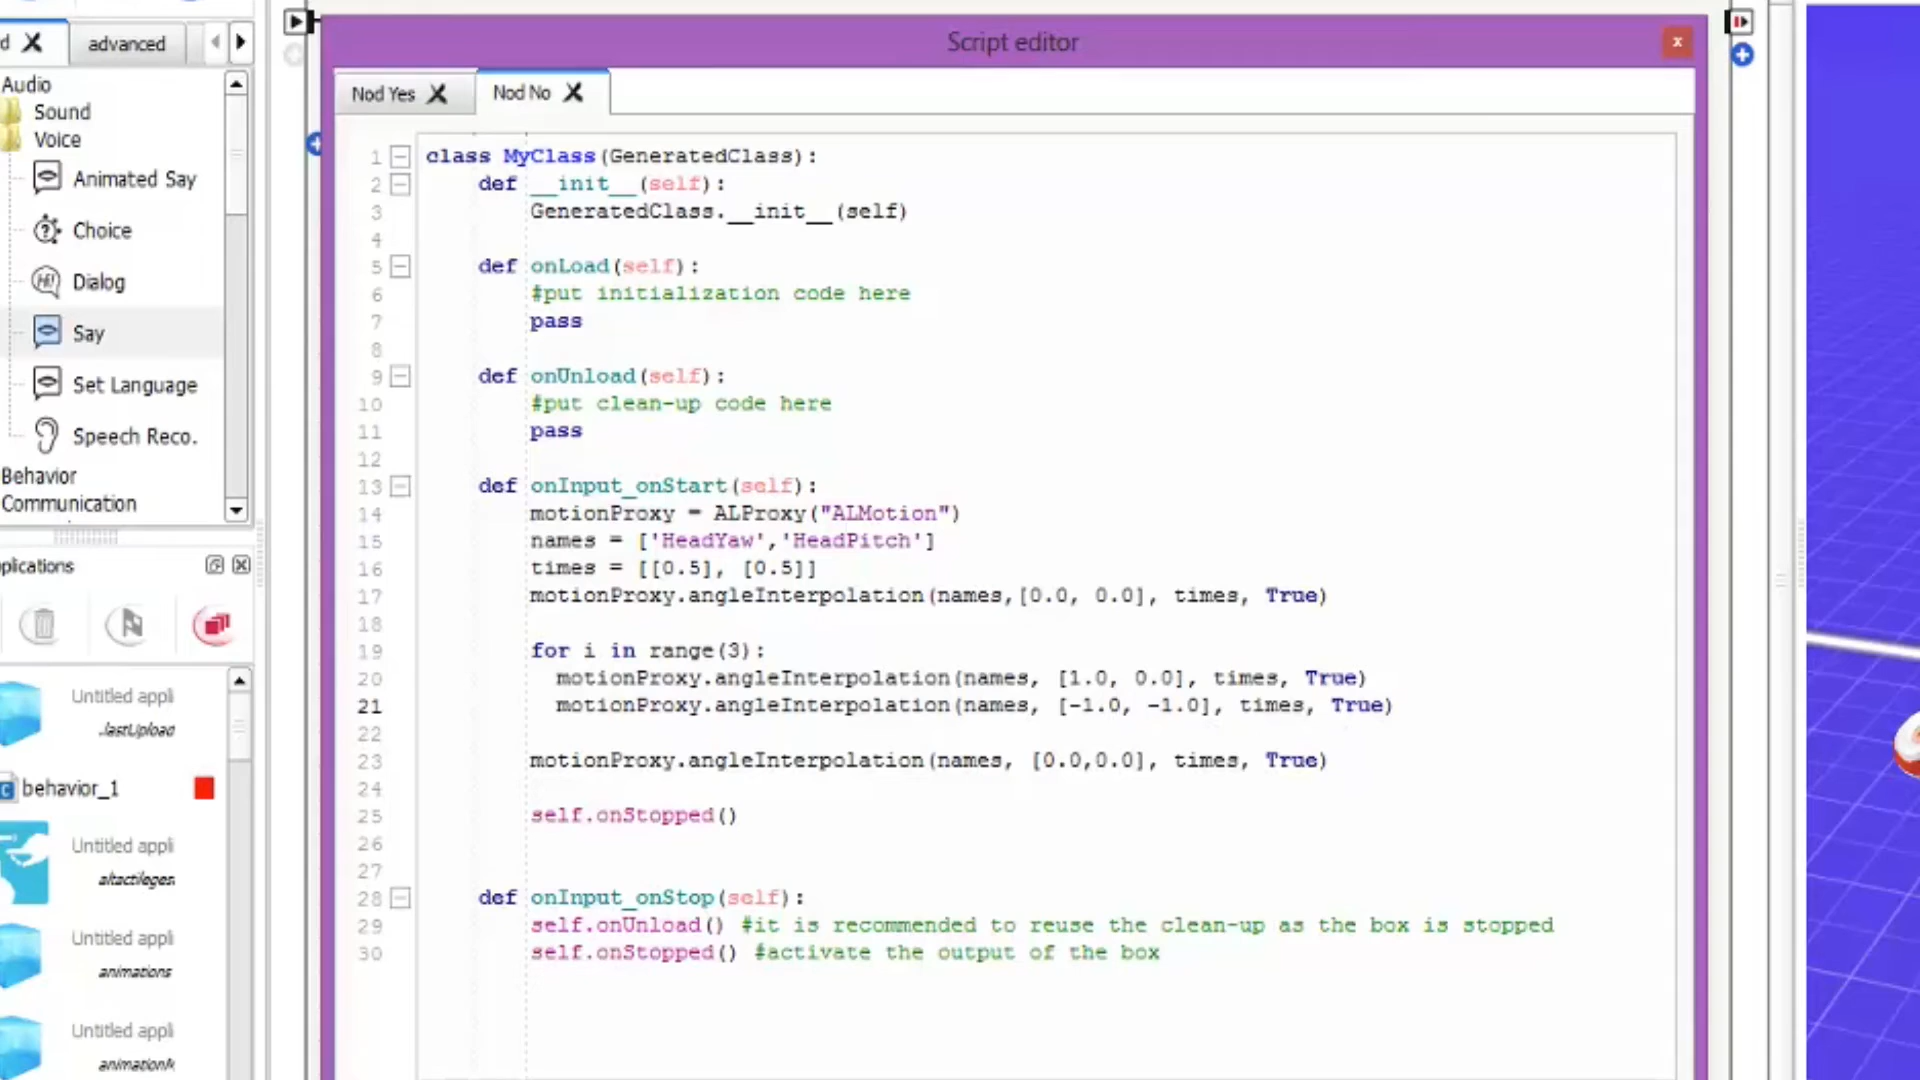 Script editor
d
advanced
Audio
Sound
Voice
Animated Say
Choice
Dialog
Say
Set Language
Speech Reco.
Behavior
Communication
plications
Untitled appli
.lastUpload
behavior_1
Untitled appli
altactileges
Untitled appli
animations
Untitled appli
Nod Yes
Nod No
1 class MyClass(GeneratedClass):
2 def __init__(self):
3 GeneratedClass.__init__(self)
4
5 def onLoad(self):
6 #put initialization code here
7 pass
8
9 def onUnload(self):
10 #put clean-up code here
11 pass
12
13 def onInput_onStart(self):
14 motionProxy = ALProxy("ALMotion")
15 names = ['HeadYaw','HeadPitch']
16 times = [[0.5], [0.5]]
17 motionProxy.angleInterpolation(names,[0.0, 0.0], times, True)
18
19 for i in range(3):
20 motionProxy.angleInterpolation(names, [1.0, 0.0], times, True)
21 motionProxy.angleInterpolation(names, [-1.0, -1.0], times, True)
22
23 motionProxy.angleInterpolation(names, [0.0,0.0], times, True)
24
25 self.onStopped()
26
27
28 def onInput_onStop(self):
29 self.onUnload() #it is recommended to reuse the clean-up as the box is stopped
30 self.onStopped() #activate the output of the box